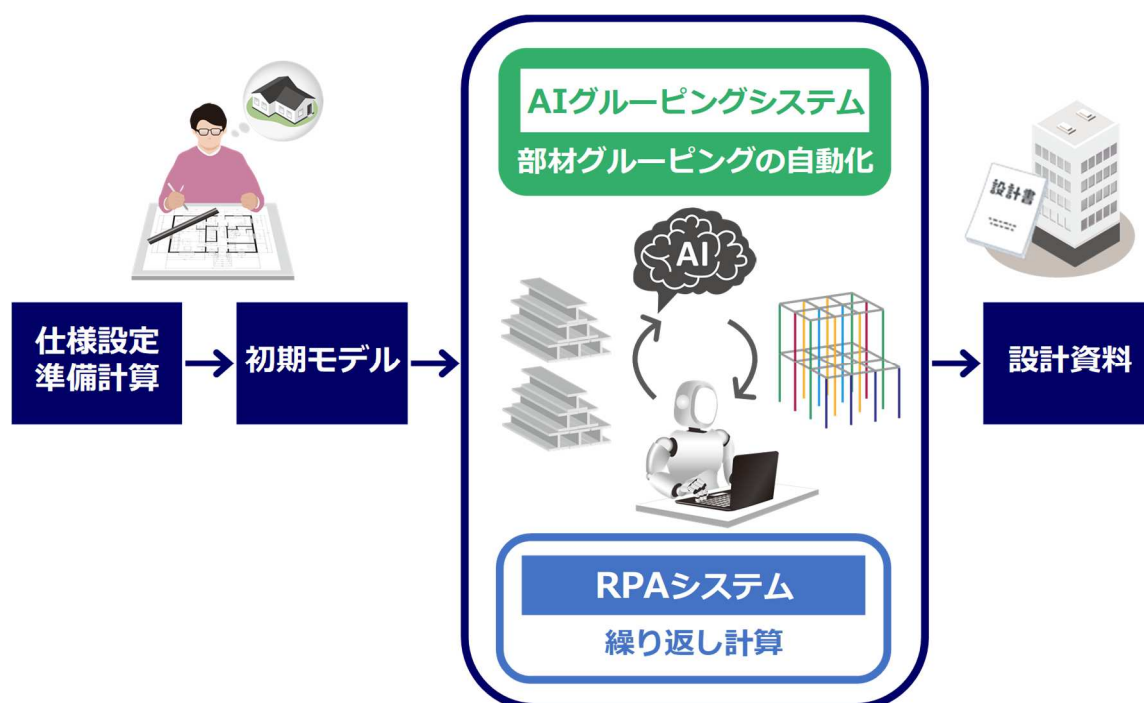 仕様設定
準備計算
初期モデル
AIグルーピングシステム
部材グルーピングの自動化
AI
RPAシステム
繰り返し計算
設計書
設計資料